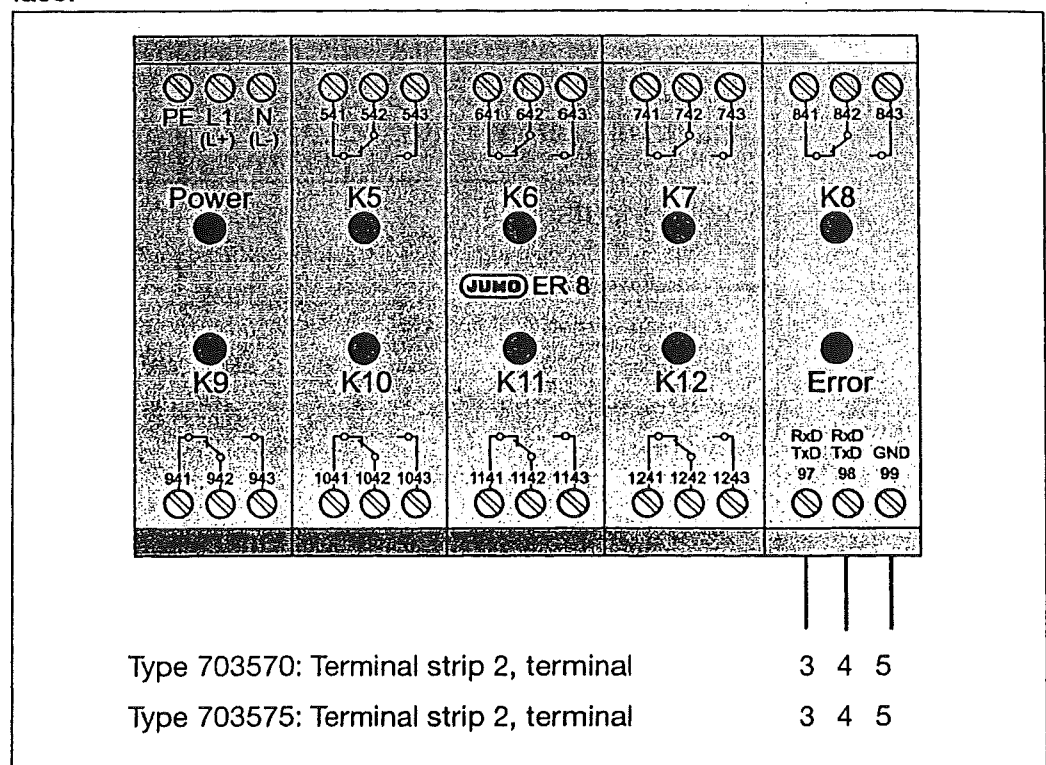 PE L1 N 541 542 543 641 642 643 741 742 743 841 842 843
(L+) (L-)
Power K5 K6 K7 K8
JUMO ER 8
K9 K10 K11 K12 Error
RxD RxD
TxD TxD GND
97 98 99
941 942 943 1041 1042 1043 1141 1142 1143 1241 1242 1243
Type 703570: Terminal strip 2, terminal 3 4 5
Type 703575: Terminal strip 2, terminal 3 4 5